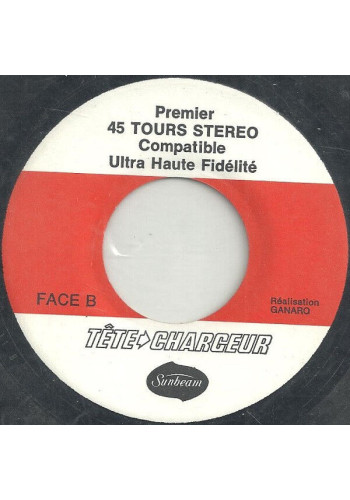 Premier
45 TOURS STEREO
Compatible
Ultra Haute Fidélité
FACE B
Réalisation
GANARO
TÊTE CHARGEUR
Sunbeam